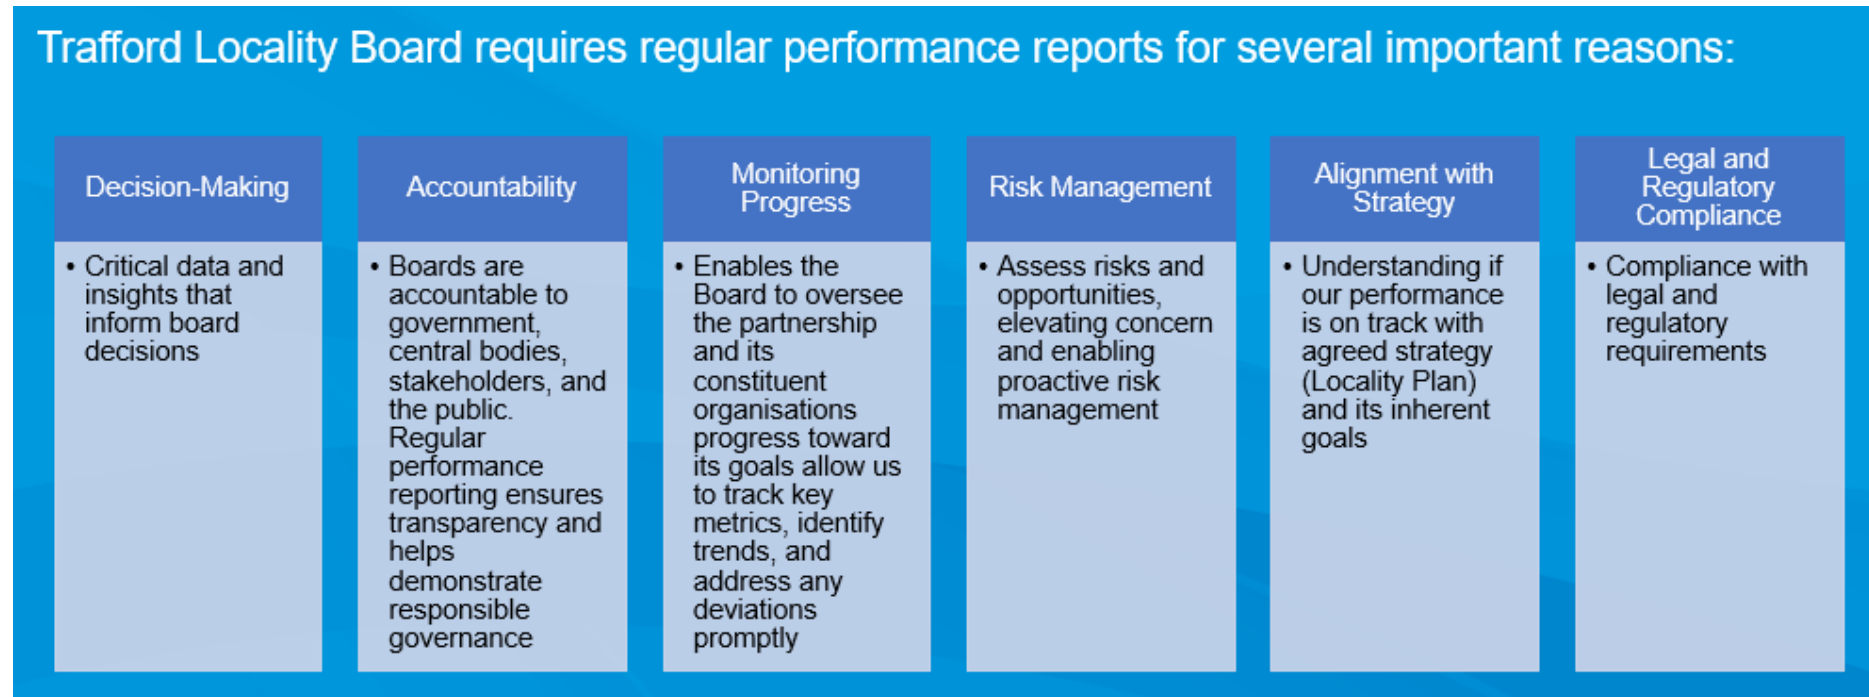 Trafford Locality Board requires regular performance reports for several important reasons:
Decision-Making
• Critical data and
insights that
inform board
decisions
Accountability
• Boards are
accountable to
government,
central bodies,
stakeholders, and
the public.
Regular
performance
reporting ensures
transparency and
helps
demonstrate
responsible
governance
Monitoring
Progress
• Enables the
Board to oversee
the partnership
and its
constituent
organisations
progress toward
its goals allow us
to track key
metrics, identify
trends, and
address any
deviations
promptly
Risk Management
• Assess risks and
opportunities,
elevating concern
and enabling
proactive risk
management
Alignment with
Strategy
• Understanding if
our performance
is on track with
agreed strategy
(Locality Plan)
and its inherent
goals
Legal and
Regulatory
Compliance
• Compliance with
legal and
regulatory
requirements